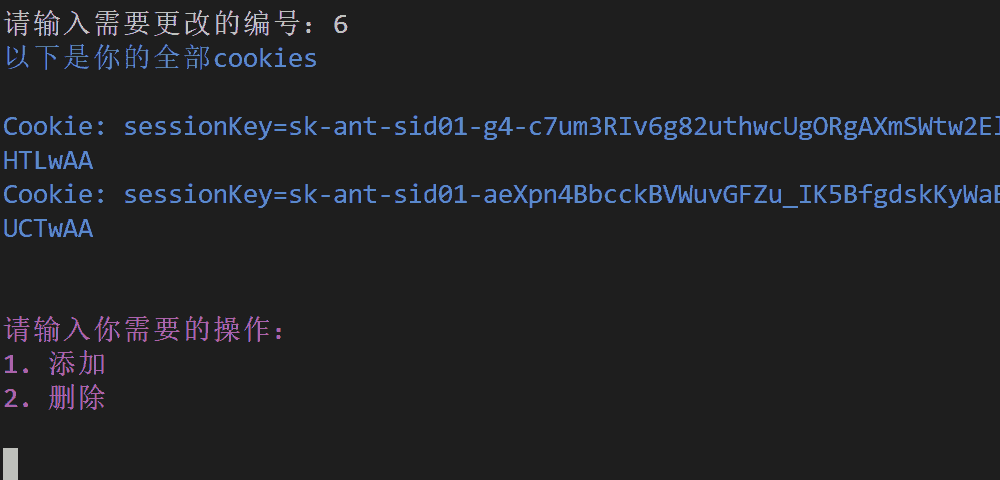 请输入需要更改的编号：6
以下是你的全部cookies
Cookie: sessionKey=sk-ant-sid01-g4-c7um3RIv6g82uthwcUgORgAXmSWtw2El
HTLwAA
Cookie: sessionKey=sk-ant-sid01-aeXpn4BbcckBVWuvGFZu_IK5BfgdskKyWaE
UCTwAA
请输入你需要的操作：
1. 添加
2. 删除